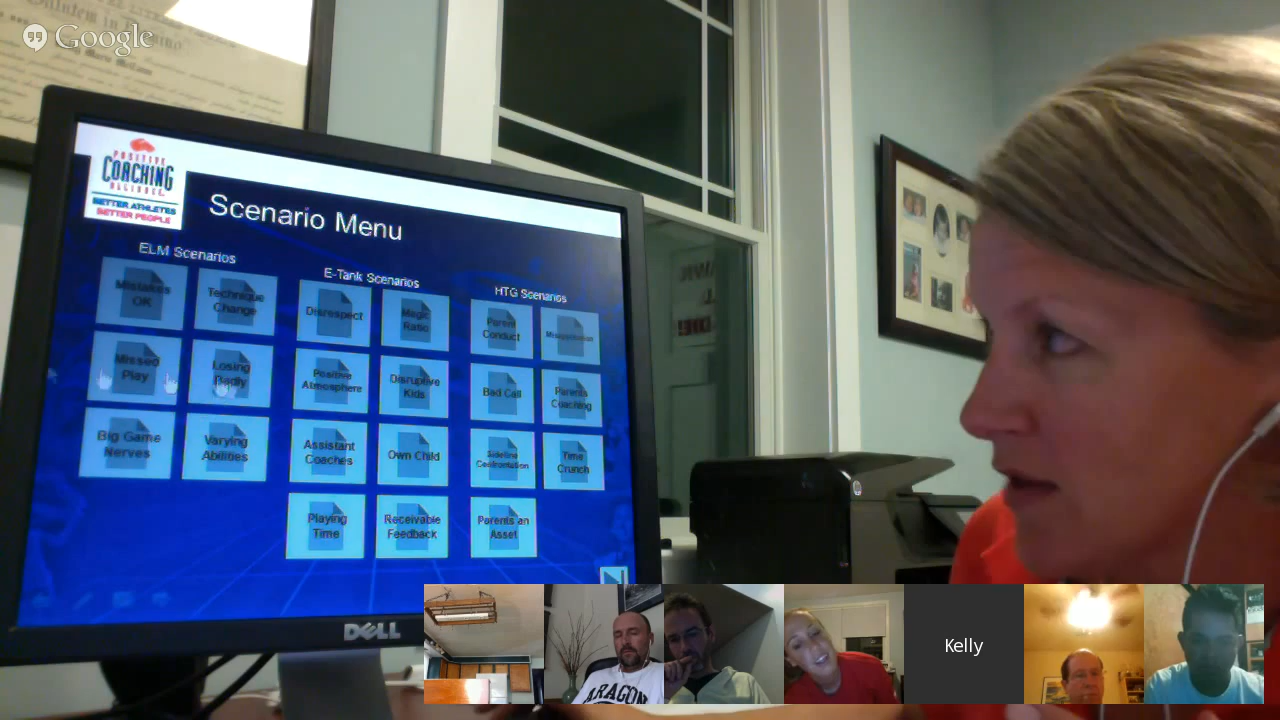 Google
POSITIVE
COACHING
ALLIANCE
BETTER ATHLETES
BETTER PEOPLE
Scenario Menu
ELM Scenarios
E-Tank Scenarios
HTG Scenarios
Mistakes
OK
Technique
Change
Disrespect
Magic
Ratio
Parent
Conduct
Missed
Play
Losing
Badly
Positive
Atmosphere
Disruptive
Kids
Bad Call
Parents
Coaching
Big Game
Nerves
Varying
Abilities
Assistant
Coaches
Own Child
Sideline
Confrontation
Time
Crunch
Playing
Time
Receivable
Feedback
Parents an
Asset
DELL
ARAGON
Kelly